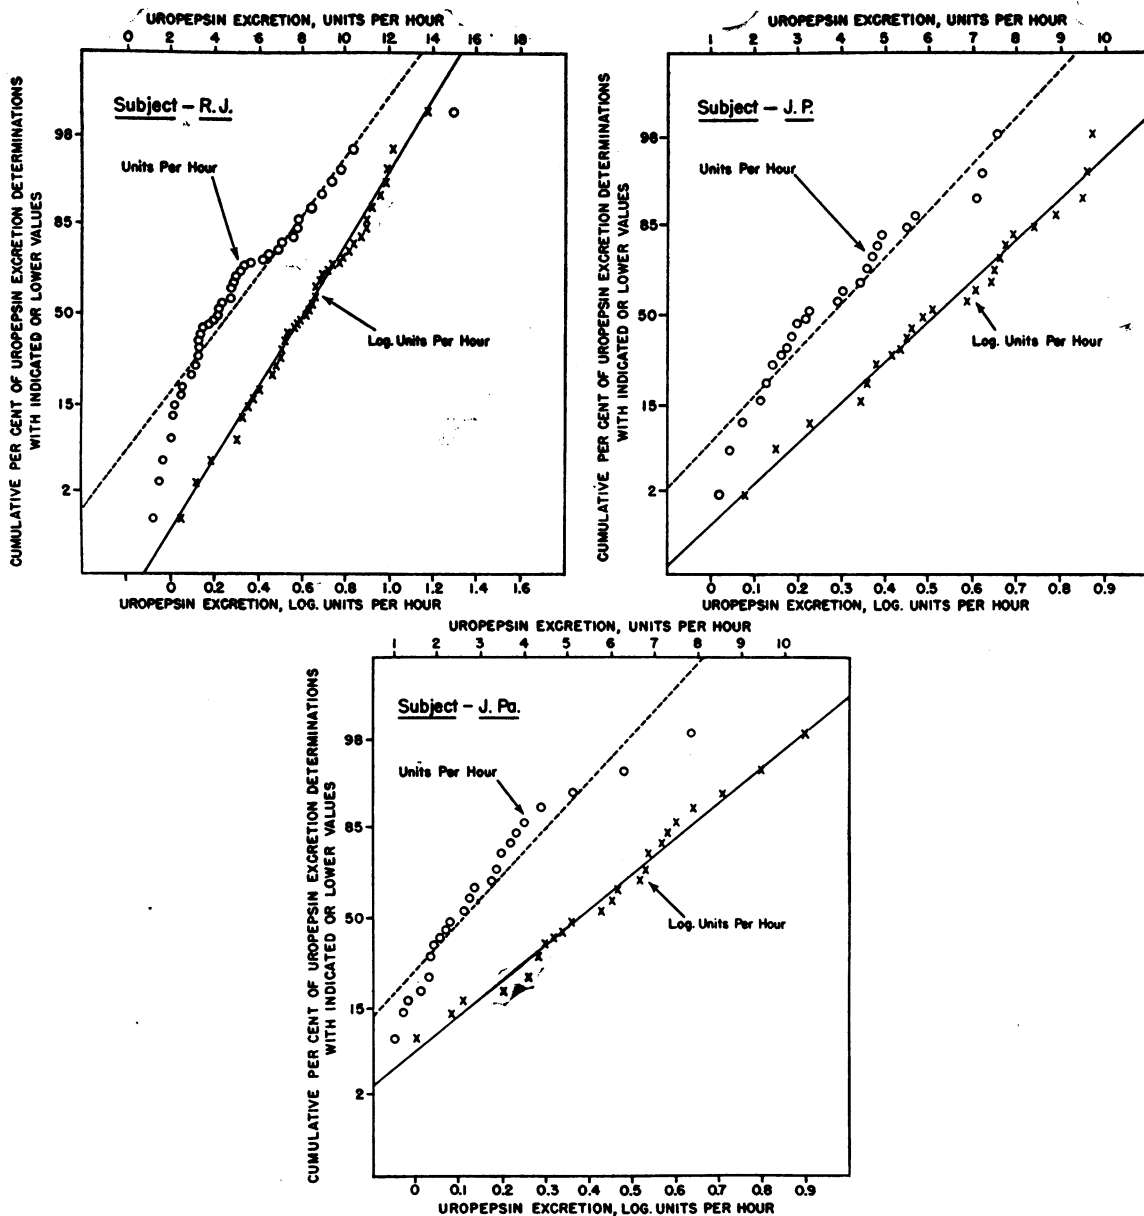 UROPEPSIN EXCRETION, UNITS PER HOUR
0 2 4 6 8 10 12 14 16 18
CUMULATIVE PER CENT OF UROPEPSIN EXCRETION DETERMINATIONS
WITH INDICATED OR LOWER VALUES
Subject – R.J.
98
Units Per Hour
85
50
Log. Units Per Hour
15
2
0 0.2 0.4 0.6 0.8 1.0 1.2 1.4 1.6
UROPEPSIN EXCRETION, LOG. UNITS PER HOUR
UROPEPSIN EXCRETION, UNITS PER HOUR
1 2 3 4 5 6 7 8 9 10
CUMULATIVE PER CENT OF UROPEPSIN EXCRETION DETERMINATIONS
WITH INDICATED OR LOWER VALUES
Subject – J.P.
98
Units Per Hour
85
50
Log. Units Per Hour
15
2
0 0.1 0.2 0.3 0.4 0.5 0.6 0.7 0.8 0.9
UROPEPSIN EXCRETION, LOG. UNITS PER HOUR
UROPEPSIN EXCRETION, UNITS PER HOUR
1 2 3 4 5 6 7 8 9 10
CUMULATIVE PER CENT OF UROPEPSIN EXCRETION DETERMINATIONS
WITH INDICATED OR LOWER VALUES
Subject – J. Pa.
98
Units Per Hour
85
50
Log. Units Per Hour
15
2
0 0.1 0.2 0.3 0.4 0.5 0.6 0.7 0.8 0.9
UROPEPSIN EXCRETION, LOG. UNITS PER HOUR